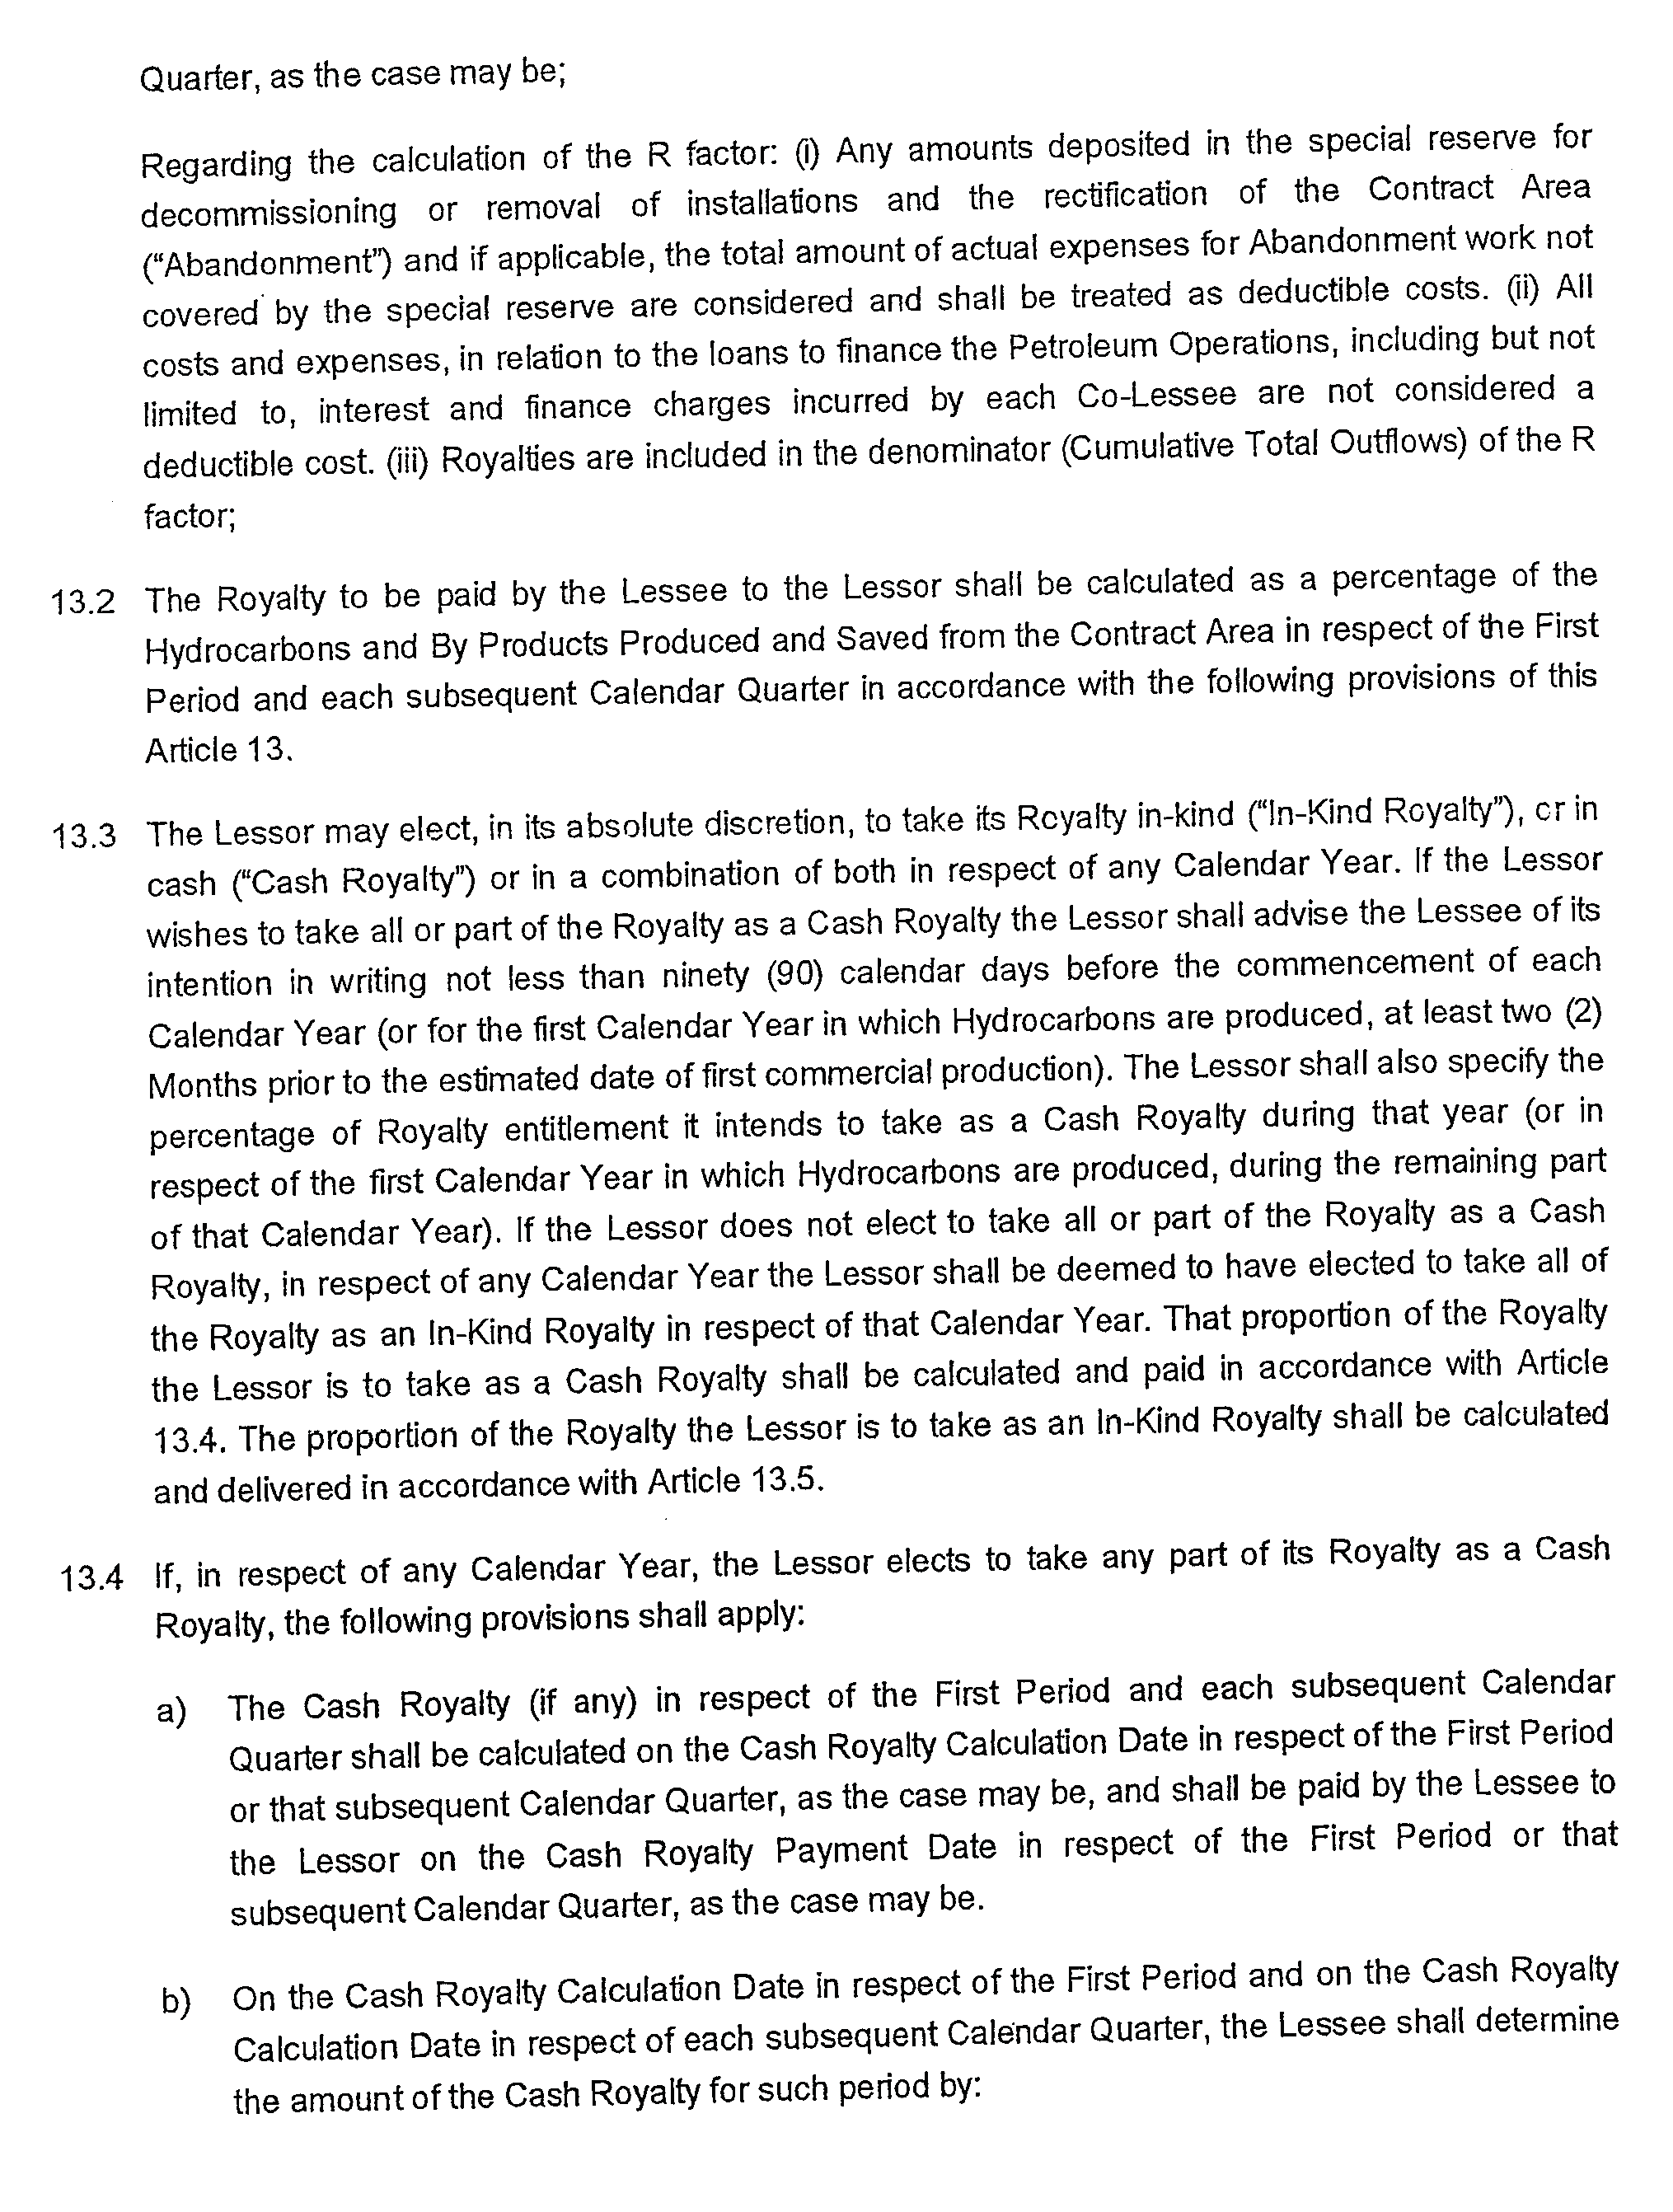 Quarter, as the case may be;
Regarding the calculation of the R factor: (i) Any amounts deposited in the special reserve for
decommissioning or removal of installations and the rectification of the Contract Area
(“Abandonment”) and if applicable, the total amount of actual expenses for Abandonment work not
covered by the special reserve are considered and shall be treated as deductible costs. (ii) All
costs and expenses, in relation to the loans to finance the Petroleum Operations, including but not
limited to, interest and finance charges incurred by each Co-Lessee are not considered a
deductible cost. (iii) Royalties are included in the denominator (Cumulative Total Outflows) of the R
factor;
13.2 The Royalty to be paid by the Lessee to the Lessor shall be calculated as a percentage of the
Hydrocarbons and By Products Produced and Saved from the Contract Area in respect of the First
Period and each subsequent Calendar Quarter in accordance with the following provisions of this
Article 13.
13.3 The Lessor may elect, in its absolute discretion, to take its Royalty in-kind (“In-Kind Royalty”), or in
cash (“Cash Royalty”) or in a combination of both in respect of any Calendar Year. If the Lessor
wishes to take all or part of the Royalty as a Cash Royalty the Lessor shall advise the Lessee of its
intention in writing not less than ninety (90) calendar days before the commencement of each
Calendar Year (or for the first Calendar Year in which Hydrocarbons are produced, at least two (2)
Months prior to the estimated date of first commercial production). The Lessor shall also specify the
percentage of Royalty entitlement it intends to take as a Cash Royalty during that year (or in
respect of the first Calendar Year in which Hydrocarbons are produced, during the remaining part
of that Calendar Year). If the Lessor does not elect to take all or part of the Royalty as a Cash
Royalty, in respect of any Calendar Year the Lessor shall be deemed to have elected to take all of
the Royalty as an In-Kind Royalty in respect of that Calendar Year. That proportion of the Royalty
the Lessor is to take as a Cash Royalty shall be calculated and paid in accordance with Article
13.4. The proportion of the Royalty the Lessor is to take as an In-Kind Royalty shall be calculated
and delivered in accordance with Article 13.5.
13.4 If, in respect of any Calendar Year, the Lessor elects to take any part of its Royalty as a Cash
Royalty, the following provisions shall apply:
a) The Cash Royalty (if any) in respect of the First Period and each subsequent Calendar
Quarter shall be calculated on the Cash Royalty Calculation Date in respect of the First Period
or that subsequent Calendar Quarter, as the case may be, and shall be paid by the Lessee to
the Lessor on the Cash Royalty Payment Date in respect of the First Period or that
subsequent Calendar Quarter, as the case may be.
b) On the Cash Royalty Calculation Date in respect of the First Period and on the Cash Royalty
Calculation Date in respect of each subsequent Calendar Quarter, the Lessee shall determine
the amount of the Cash Royalty for such period by: